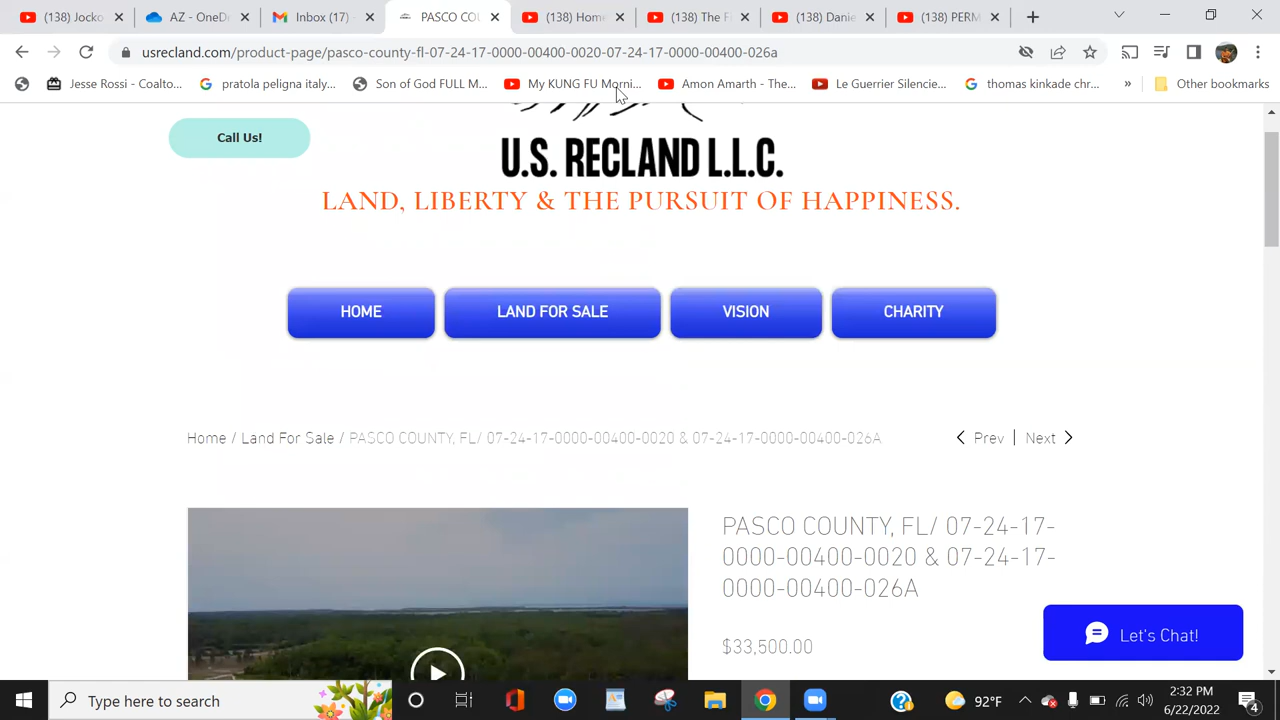 (138) Jocko
AZ - OneDr
Inbox (17) -
PASCO COU
(138) Home
(138) The F
(138) Danie
(138) PERM
usrecland.com/product-page/pasco-county-fl-07-24-17-0000-00400-0020-07-24-17-0000-00400-026a
Jesse Rossi - Coalto...
pratola peligna italy...
Son of God FULL M...
My KUNG FU Morni...
Amon Amarth - The...
Le Guerrier Silencie...
thomas kinkade chr...
»
Other bookmarks
Call Us!
U.S. RECLAND L.L.C.
LAND, LIBERTY & THE PURSUIT OF HAPPINESS.
HOME
LAND FOR SALE
VISION
CHARITY
Home / Land For Sale / PASCO COUNTY, FL/ 07-24-17-0000-00400-0020 & 07-24-17-0000-00400-026A
Prev | Next
PASCO COUNTY, FL/ 07-24-17-
0000-00400-0020 & 07-24-17-
0000-00400-026A
$33,500.00
Let's Chat!
Type here to search
92°F
2:32 PM
6/22/2022
4